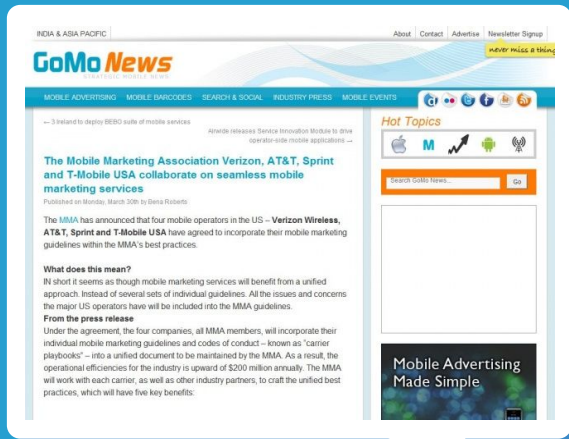 INDIA & ASIA PACIFIC
About Contact Advertise Newsletter Signup
never miss a thing
GoMo News
STRATEGIC MOBILE NEWS
MOBILE ADVERTISING MOBILE BARCODES SEARCH & SOCIAL INDUSTRY PRESS MOBILE EVENTS
← 3 Ireland to deploy BEBO suite of mobile services
Airwide releases Service Innovation Module to drive
operator-side mobile applications →
The Mobile Marketing Association Verizon, AT&T, Sprint
and T-Mobile USA collaborate on seamless mobile
marketing services
Published on Monday, March 30th by Bena Roberts
The MMA has announced that four mobile operators in the US – Verizon Wireless,
AT&T, Sprint and T-Mobile USA have agreed to incorporate their mobile marketing
guidelines within the MMA's best practices.
What does this mean?
IN short it seems as though mobile marketing services will benefit from a unified
approach. Instead of several sets of individual guidelines. All the issues and concerns
the major US operators have will be included into the MMA guidelines.
From the press release
Under the agreement, the four companies, all MMA members, will incorporate their
individual mobile marketing guidelines and codes of conduct – known as "carrier
playbooks" – into a unified document to be maintained by the MMA. As a result, the
operational efficiencies for the industry is upward of $200 million annually. The MMA
will work with each carrier, as well as other industry partners, to craft the unified best
practices, which will have five key benefits:
Hot Topics
M
Search GoMo News...
Go
Mobile Advertising
Made Simple